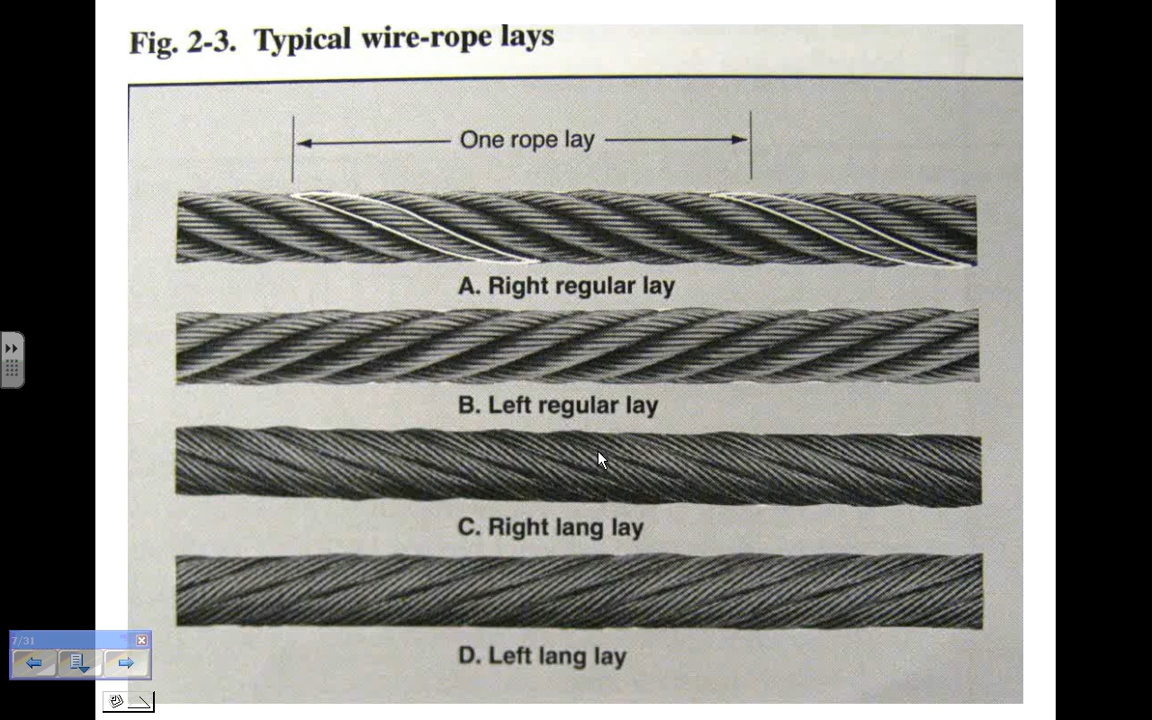 Fig. 2-3. Typical wire-rope lays
One rope lay
A. Right regular lay
B. Left regular lay
C. Right lang lay
D. Left lang lay
7/31